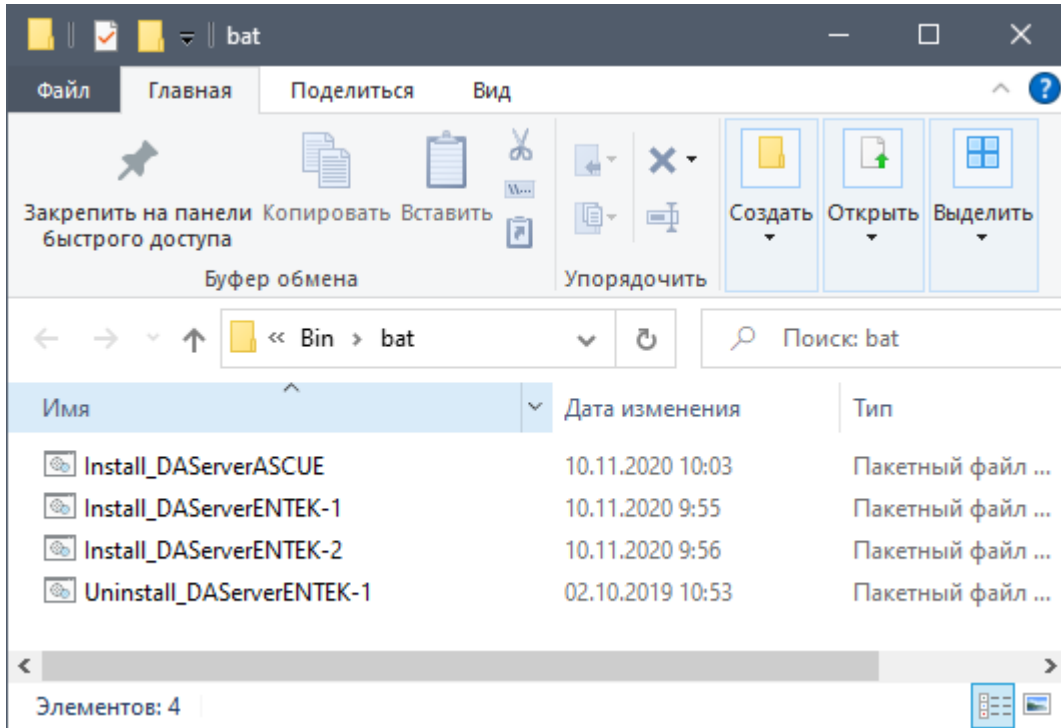 bat
Файл Главная Поделиться Вид
Закрепить на панели быстрого доступа
Копировать
Вставить
Создать
Открыть
Выделить
Буфер обмена
Упорядочить
« Bin › bat
Поиск: bat
Имя Дата изменения Тип
Install_DAServerASCUE 10.11.2020 10:03 Пакетный файл ...
Install_DAServerENTEK-1 10.11.2020 9:55 Пакетный файл ...
Install_DAServerENTEK-2 10.11.2020 9:56 Пакетный файл ...
Uninstall_DAServerENTEK-1 02.10.2019 10:53 Пакетный файл ...
Элементов: 4